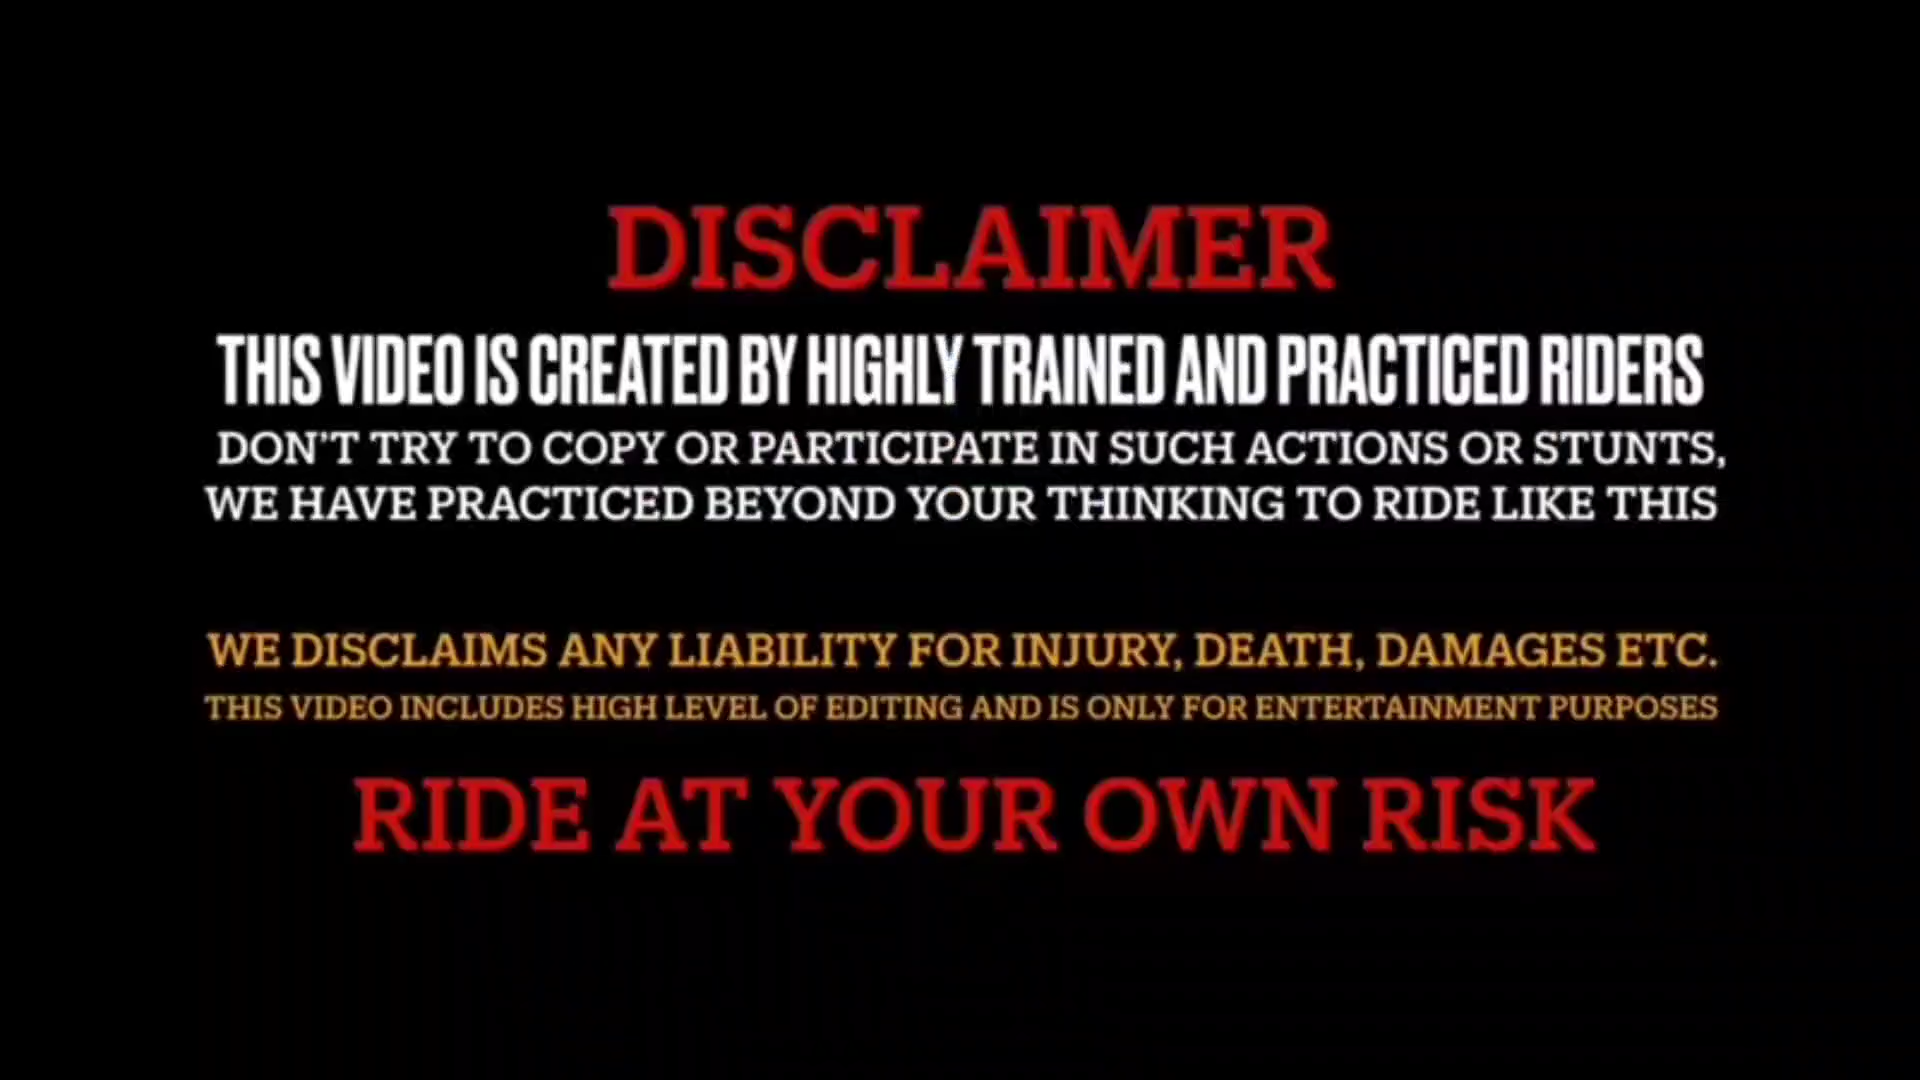 DISCLAIMER
THIS VIDEO IS CREATED BY HIGHLY TRAINED AND PRACTICED RIDERS
DON'T TRY TO COPY OR PARTICIPATE IN SUCH ACTIONS OR STUNTS,
WE HAVE PRACTICED BEYOND YOUR THINKING TO RIDE LIKE THIS
WE DISCLAIMS ANY LIABILITY FOR INJURY, DEATH, DAMAGES ETC.
THIS VIDEO INCLUDES HIGH LEVEL OF EDITING AND IS ONLY FOR ENTERTAINMENT PURPOSES
RIDE AT YOUR OWN RISK